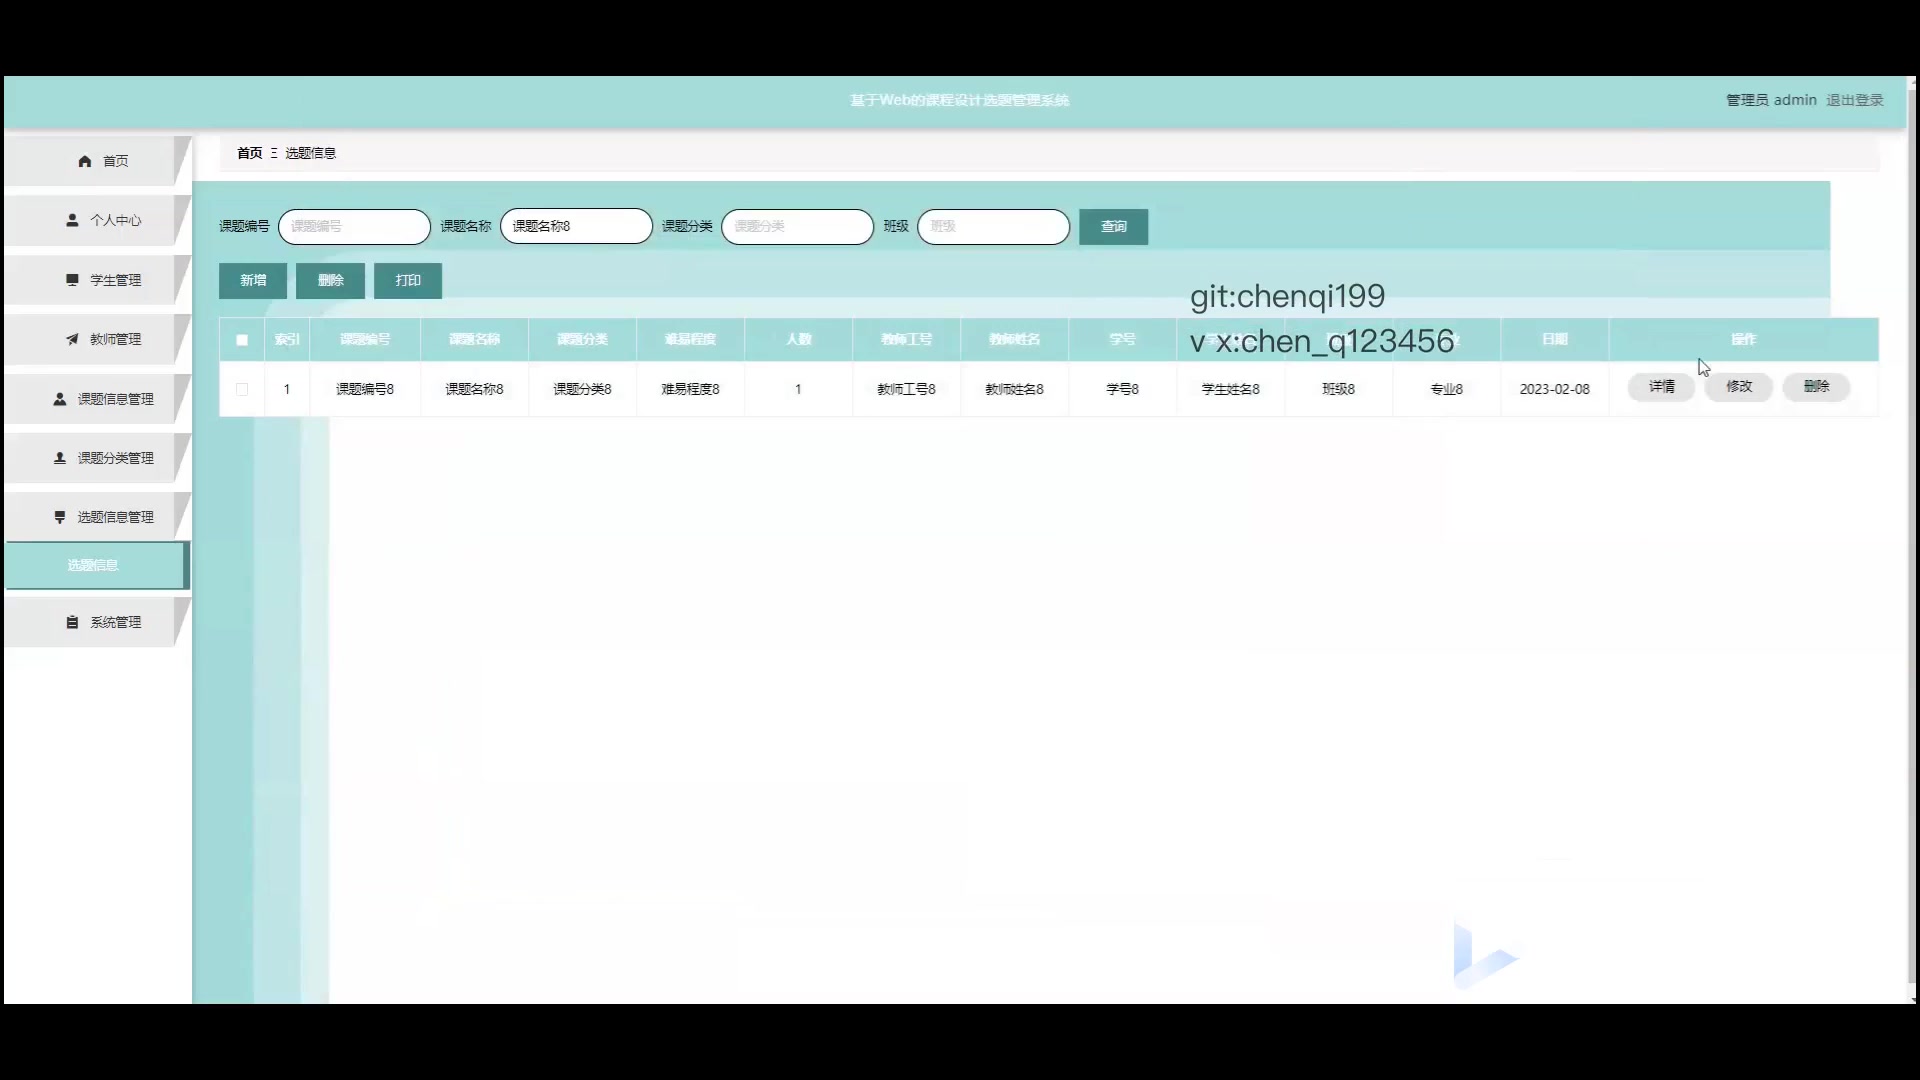 基于Web的课程设计选题管理系统
管理员 admin 退出登录
首页
个人中心
学生管理
教师管理
课题信息管理
课题分类管理
选题信息管理
选题信息
系统管理
首页 Ξ 选题信息
课题编号 课题编号 课题名称 课题名称8 课题分类 课题分类 班级 班级 查询
新增 删除 打印
git:chenqi199
v x:chen_q123456
索引 课题编号 课题名称 课题分类 难易程度 人数 教师工号 教师姓名 学号 日期 操作
1 课题编号8 课题名称8 课题分类8 难易程度8 1 教师工号8 教师姓名8 学号8 学生姓名8 班级8 专业8 2023-02-08 详情 修改 删除